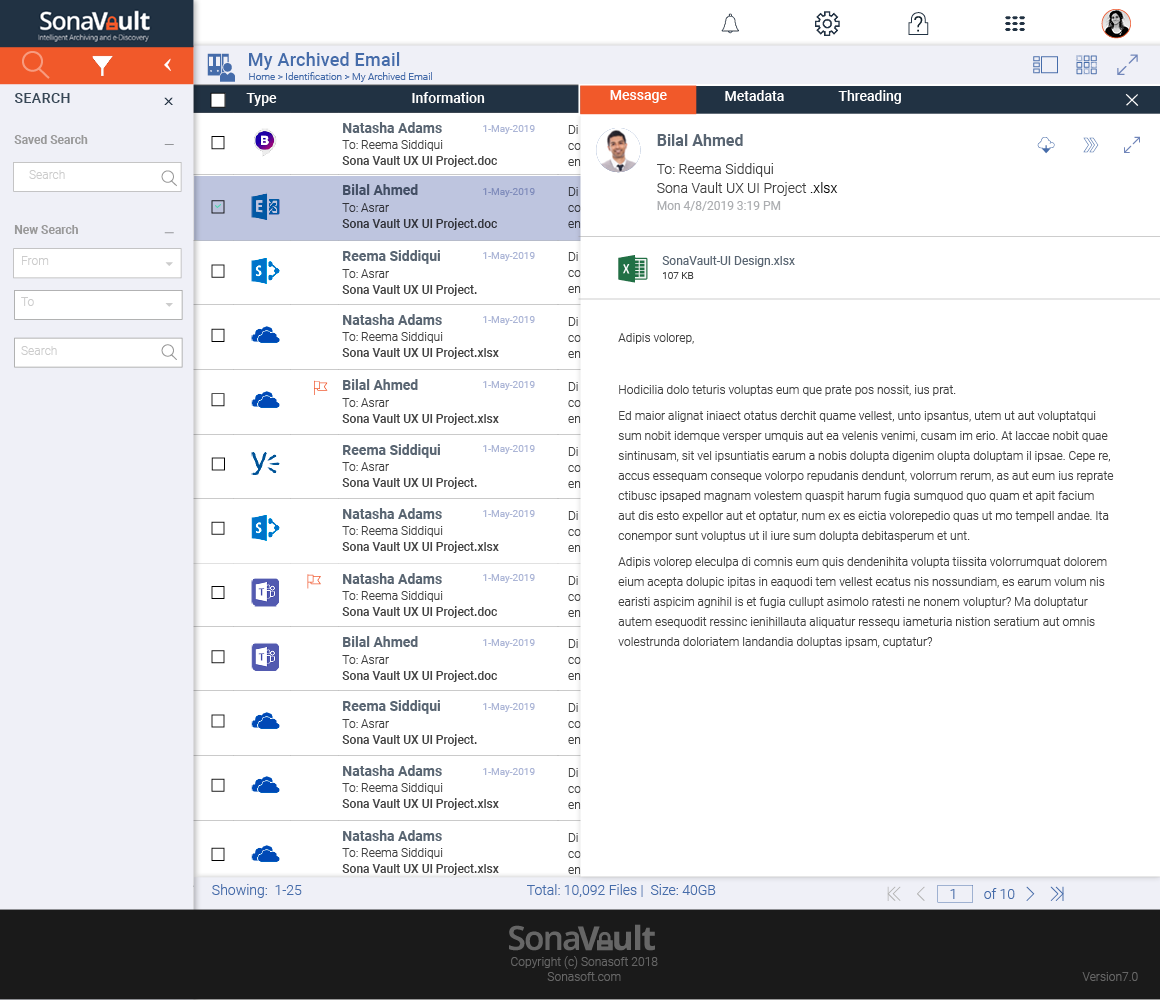 SonaVault
Intelligent Archiving and e-Discovery
My Archived Email
Home > Identification > My Archived Email
SEARCH
×
Saved Search
Search
New Search
From
To
Search
Type
Information
Natasha Adams 1-May-2019 Di
To: Reema Siddiqui co
Sona Vault UX UI Project.doc en
Bilal Ahmed 1-May-2019 Di
To: Asrar co
Sona Vault UX UI Project.doc en
Reema Siddiqui 1-May-2019 Di
To: Asrar co
Sona Vault UX UI Project. en
Natasha Adams 1-May-2019 Di
To: Reema Siddiqui co
Sona Vault UX UI Project.xlsx en
Bilal Ahmed 1-May-2019 Di
To: Asrar co
Sona Vault UX UI Project.xlsx en
Reema Siddiqui 1-May-2019 Di
To: Asrar co
Sona Vault UX UI Project. en
Natasha Adams 1-May-2019 Di
To: Reema Siddiqui co
Sona Vault UX UI Project.xlsx en
Natasha Adams 1-May-2019 Di
To: Reema Siddiqui co
Sona Vault UX UI Project.doc en
Bilal Ahmed 1-May-2019 Di
To: Asrar co
Sona Vault UX UI Project.doc en
Reema Siddiqui 1-May-2019 Di
To: Asrar co
Sona Vault UX UI Project. en
Natasha Adams 1-May-2019 Di
To: Reema Siddiqui co
Sona Vault UX UI Project.xlsx en
Natasha Adams Di
To: Reema Siddiqui co
Sona Vault UX UI Project.xlsx en
Message Metadata Threading
Bilal Ahmed
To: Reema Siddiqui
Sona Vault UX UI Project .xlsx
Mon 4/8/2019 3:19 PM
SonaVault-UI Design.xlsx
107 KB
Adipis volorep,
Hodicilia dolo teturis voluptas eum que prate pos nossit, ius prat.
Ed maior alignat iniaect otatus derchit quame vellest, unto ipsantus, utem ut aut voluptatqui
sum nobit idemque versper umquis aut ea velenis venimi, cusam im erio. At laccae nobit quae
sintinusam, sit vel ipsuntiatis earum a nobis dolupta digenim olupta doluptam il ipsae. Cepe re,
accus essequam conseque volorpo repudanis dendunt, volorrum rerum, as aut eum ius reprate
ctibusc ipsaped magnam volestem quaspit harum fugia sumquod quo quam et apit facium
aut dis esto expellor aut et optatur, num ex es eictia volorepedio quas ut mo tempell andae. Ita
conempor sunt voluptus ut il iure sum dolupta debitasperum et unt.
Adipis volorep eleculpa di comnis eum quis dendenihita volupta tiissita volorrumquat dolorem
eium acepta dolupic ipitas in eaquodi tem vellest ecatus nis nossundiam, es earum volum nis
earistis aspicim agnihil is et fugia cullupt asimolo ratesti ne nonem voluptur? Ma doluptatur
autem esequodit ressinc ienihillauta aliquatur ressequ iameturia nistion seratium aut omnis
volestrunda doloriatem landandia doluptas ipsam, cuptatur?
Showing: 1-25
Total: 10,092 Files | Size: 40GB
1 of 10
SonaVault
Copyright (c) Sonasoft 2018
Sonasoft.com
Version7.0